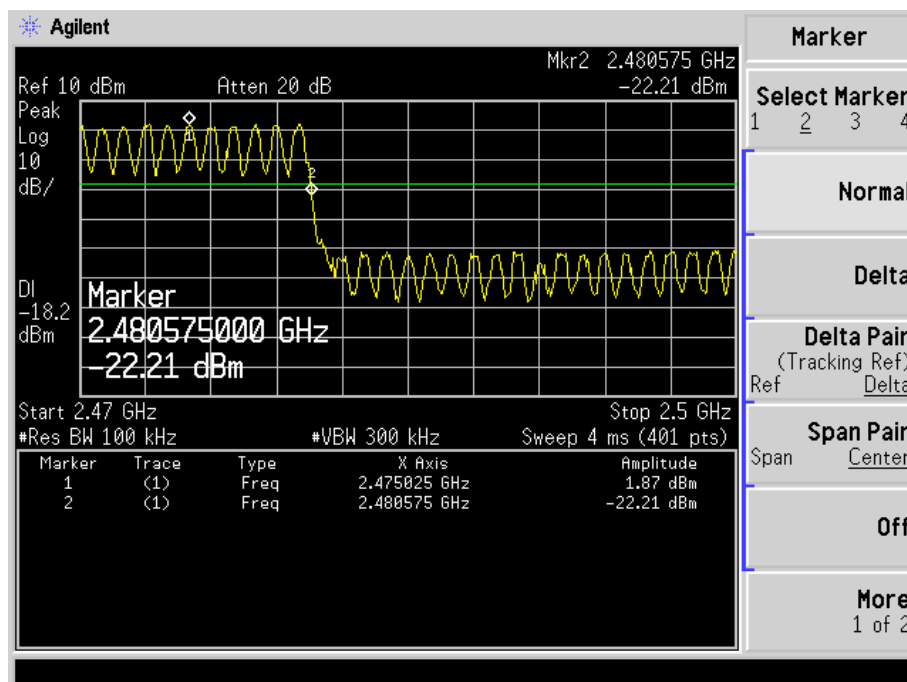 Agilent
Marker
Mkr2 2.480575 GHz
Ref 10 dBm Atten 20 dB -22.21 dBm
Peak
Log
10
dB/
1
2
DI
-18.2
dBm
Marker
2.480575000 GHz
-22.21 dBm
Start 2.47 GHz Stop 2.5 GHz
#Res BW 100 kHz #VBW 300 kHz Sweep 4 ms (401 pts)
Marker Trace Type X Axis Amplitude
1 (1) Freq 2.475025 GHz 1.87 dBm
2 (1) Freq 2.480575 GHz -22.21 dBm
Select Marker
1 2 3 4
Normal
Delta
Delta Pair
(Tracking Ref)
Ref Delta
Span Pair
Span Center
Off
More
1 of 2